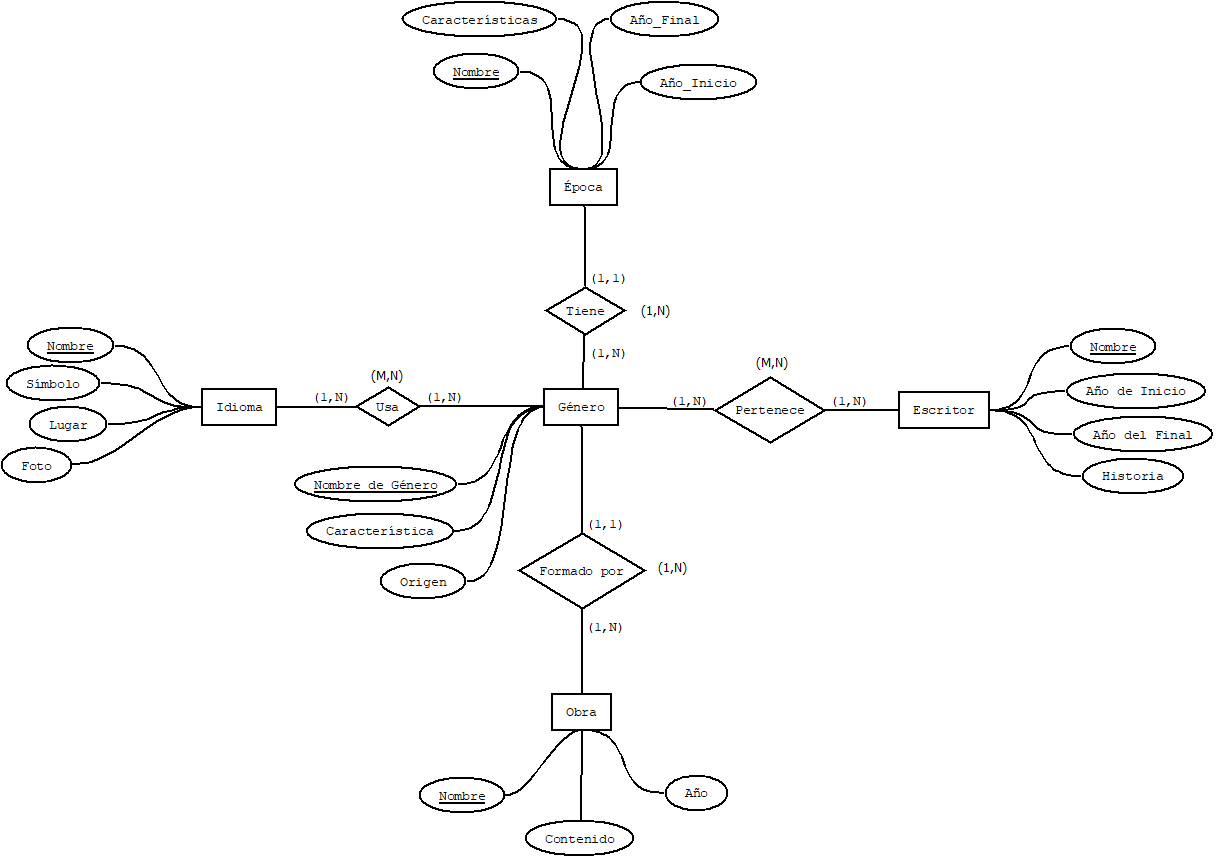 Características
Año_Final
Nombre
Año_Inicio
Época
(1,1)
Tiene
(1,N)
(1,N)
Nombre
Símbolo
Lugar
Foto
Idioma
(1,N)
(M,N)
Usa
(1,N)
Género
(1,N)
(M,N)
Pertenece
(1,N)
Escritor
Nombre
Año de Inicio
Año del Final
Historia
Nombre de Género
Característica
Origen
(1,1)
Formado por
(1,N)
(1,N)
Obra
Nombre
Año
Contenido